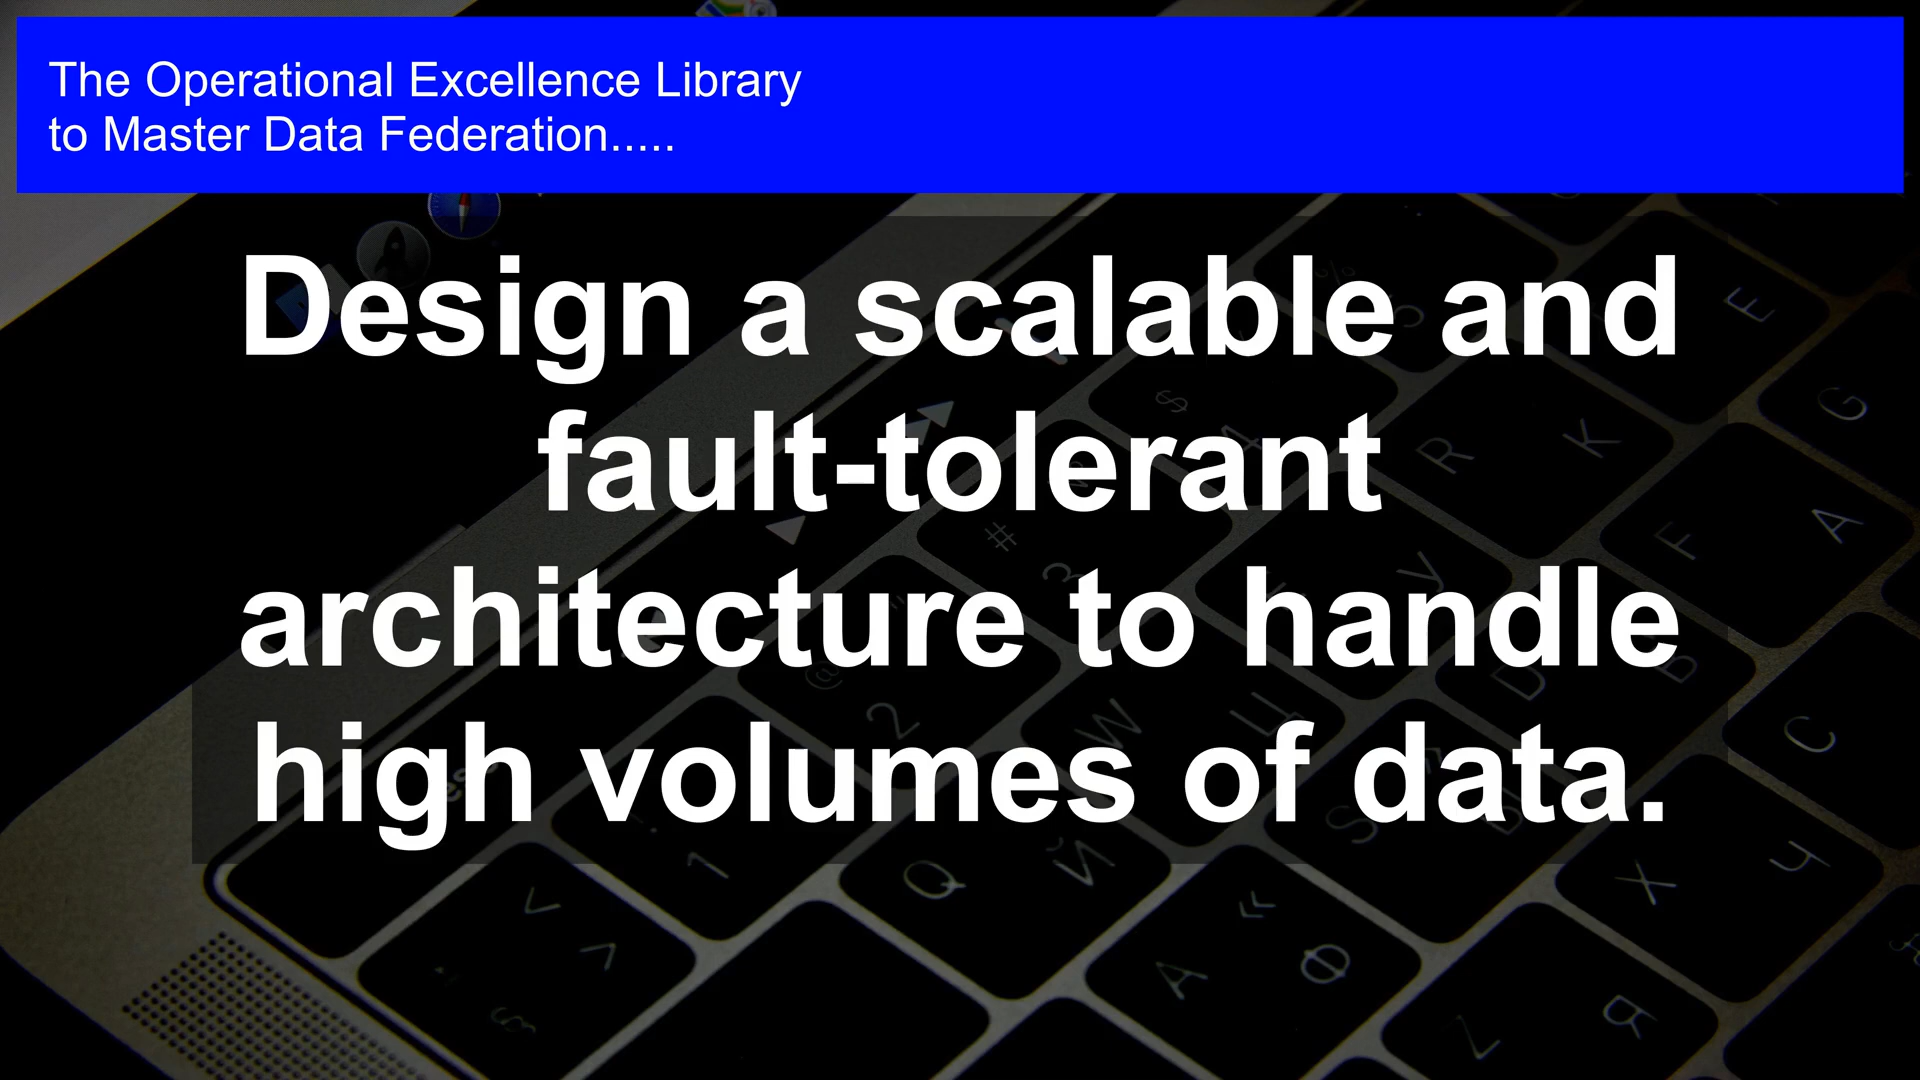 The Operational Excellence Library
to Master Data Federation.....
Design a scalable and
fault-tolerant
architecture to handle
high volumes of data.